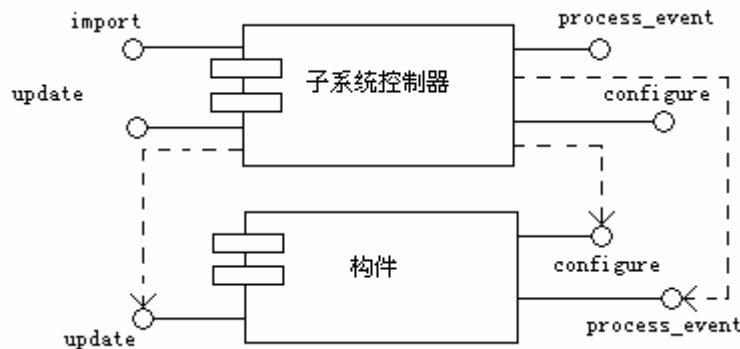 import
process_event
子系统控制器
update
configure
构件
configure
update
process_event